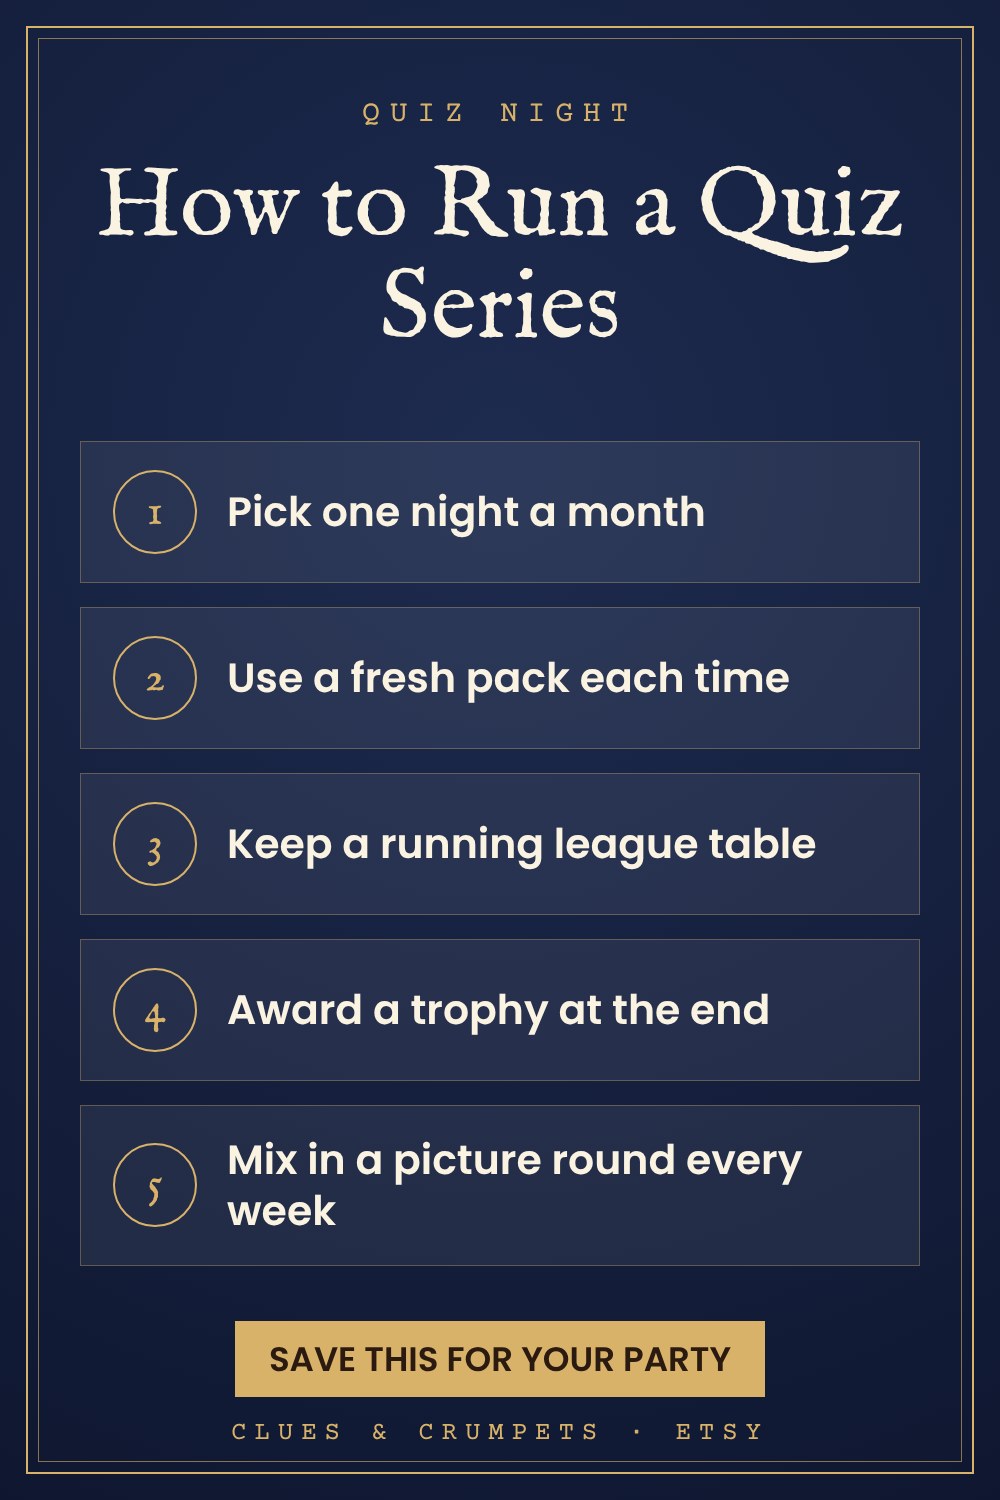 QUIZ NIGHT
How to Run a Quiz
Series
1 Pick one night a month
2 Use a fresh pack each time
3 Keep a running league table
4 Award a trophy at the end
5 Mix in a picture round every
week
SAVE THIS FOR YOUR PARTY
CLUES & CRUMPETS · ETSY